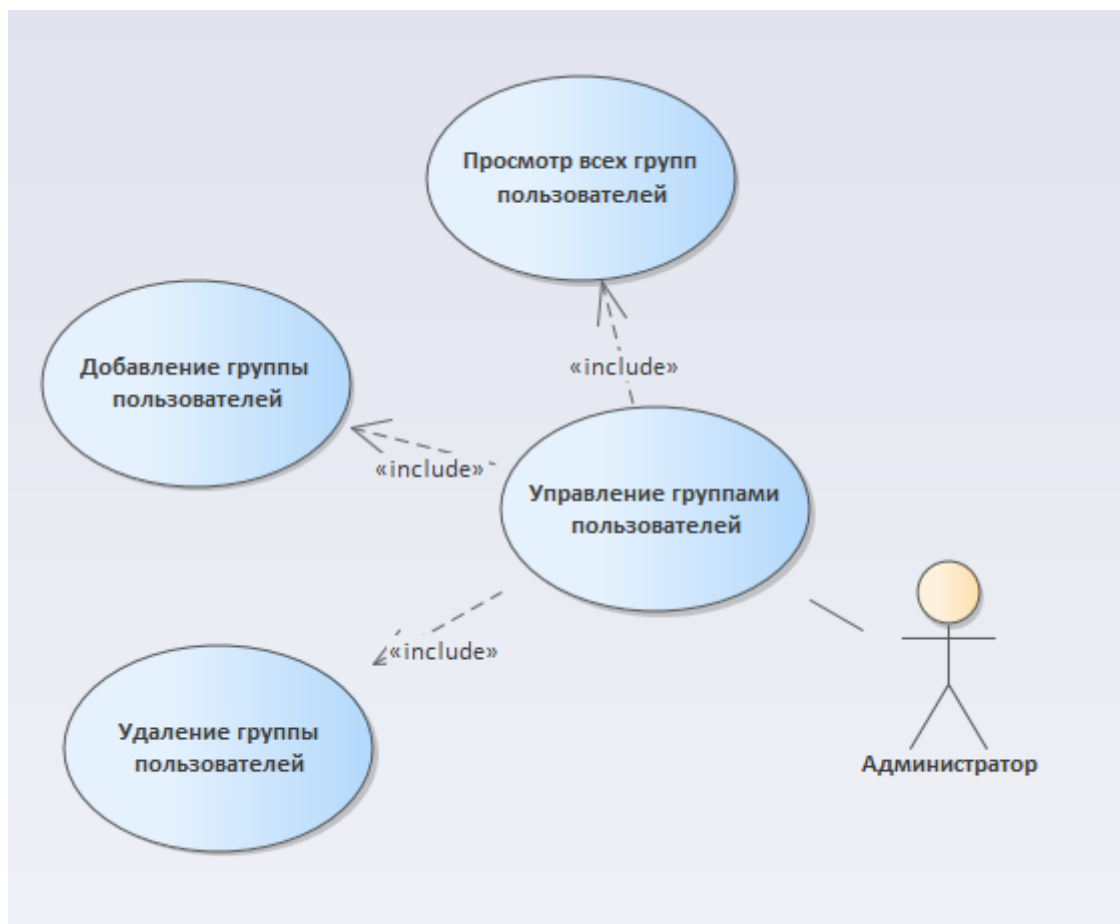 Просмотр всех групп
пользователей
«include»
Добавление группы
пользователей
«include»
Управление группами
пользователей
«include»
Удаление группы
пользователей
Администратор